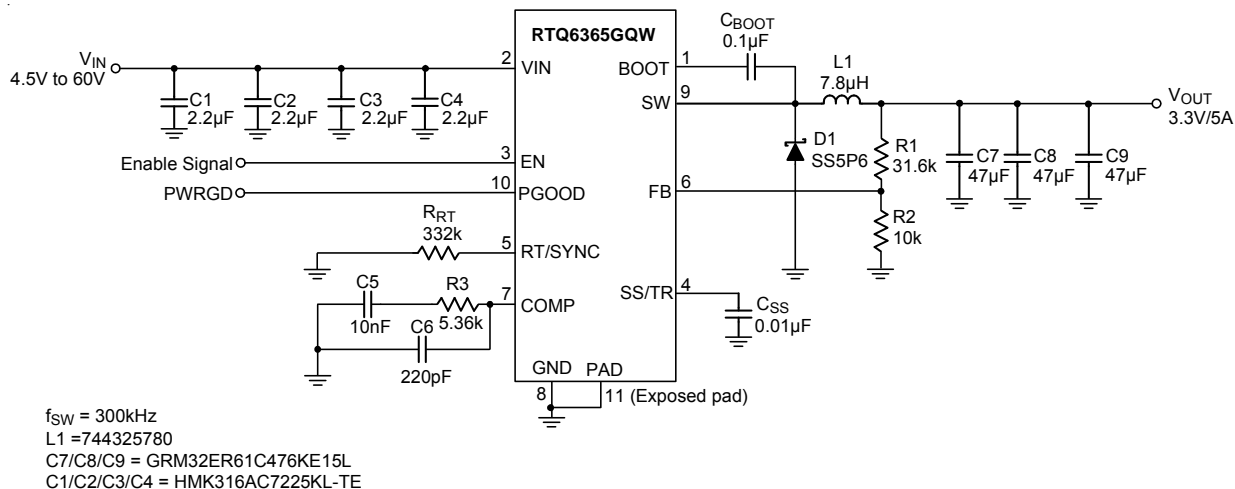 RTQ6365GQW
VIN
4.5V to 60V
C1
2.2µF
C2
2.2µF
C3
2.2µF
C4
2.2µF
2
VIN
Enable Signal
3
EN
PWRGD
10
PGOOD
RRT
332k
5
RT/SYNC
C5
10nF
R3
5.36k
7
COMP
C6
220pF
GND
8
PAD
11 (Exposed pad)
BOOT
1
CBOOT
0.1µF
SW
9
L1
7.8µH
D1
SS5P6
FB
6
R1
31.6k
R2
10k
SS/TR
4
CSS
0.01µF
C7
47µF
C8
47µF
C9
47µF
VOUT
3.3V/5A
fSW = 300kHz
L1 =744325780
C7/C8/C9 = GRM32ER61C476KE15L
C1/C2/C3/C4 = HMK316AC7225KL-TE